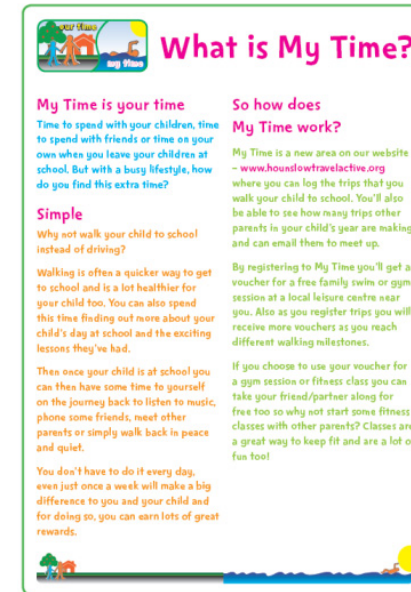 our time
my time
What is My Time?
My Time is your time
Time to spend with your children, time
to spend with friends or time on your
own when you leave your children at
school. But with a busy lifestyle, how
do you find this extra time?
Simple
Why not walk your child to school
instead of driving?
Walking is often a quicker way to get
to school and is a lot healthier for
your child too. You can also spend
this time finding out more about your
child's day at school and the exciting
lessons they've had.
Then once your child is at school you
can then have some time to yourself
on the journey back to listen to music,
phone some friends, meet other
parents or simply walk back in peace
and quiet.
You don't have to do it every day,
even just once a week will make a big
difference to you and your child and
for doing so, you can earn lots of great
rewards.
So how does
My Time work?
My Time is a new area on our website
– www.hounslowtravelactive.org
where you can log the trips that you
walk your child to school. You'll also
be able to see how many trips other
parents in your child's year are making
and can email them to meet up.
By registering to My Time you'll get a
voucher for a free family swim or gym
session at a local leisure centre near
you. Also as you register trips you will
receive more vouchers as you reach
different walking milestones.
If you choose to use your voucher for
a gym session or fitness class you can
take your friend/partner along for
free too so why not start some fitness
classes with other parents? Classes are
a great way to keep fit and are a lot o
fun too!